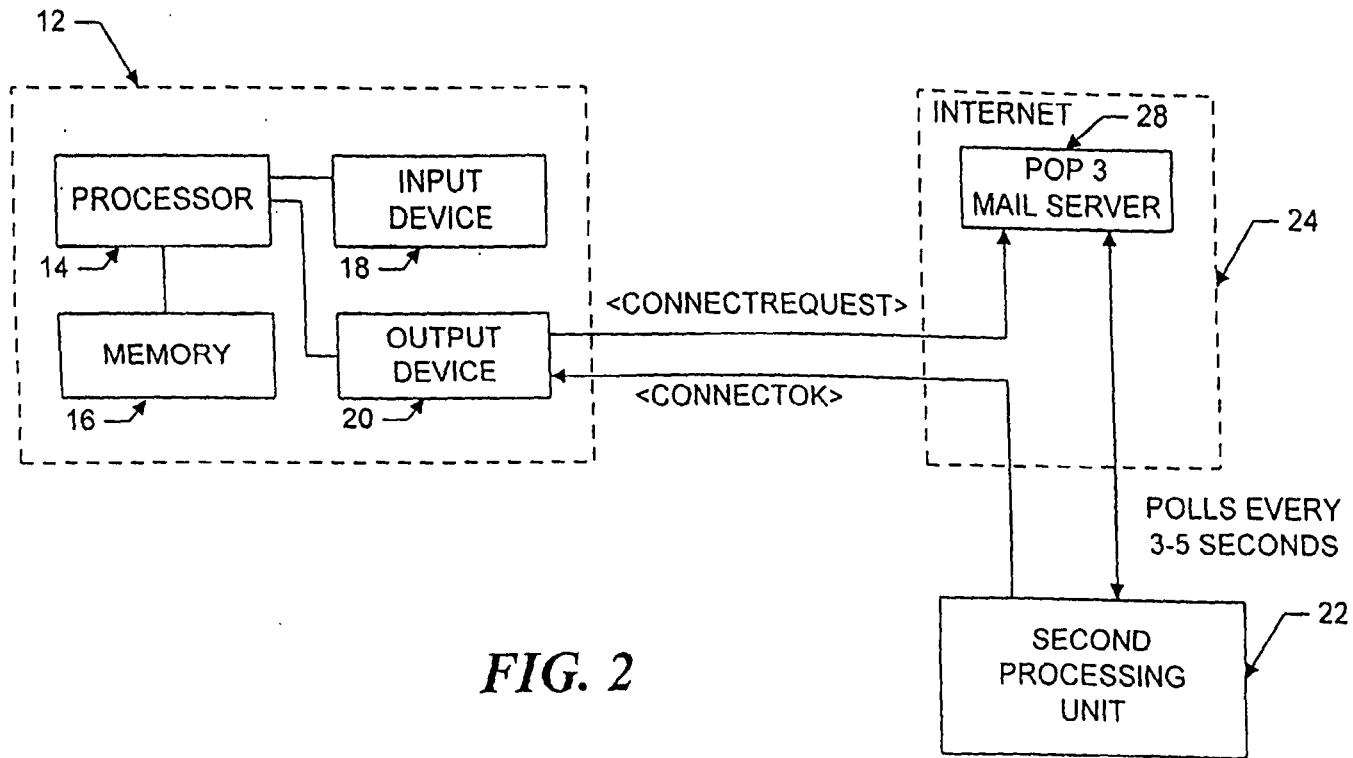 12
INTERNET
28
POP 3
MAIL SERVER
24
PROCESSOR
14
INPUT
DEVICE
18
MEMORY
16
OUTPUT
DEVICE
20
<CONNECTREQUEST>
<CONNECTOK>
POLLS EVERY
3-5 SECONDS
SECOND
PROCESSING
UNIT
22
FIG. 2